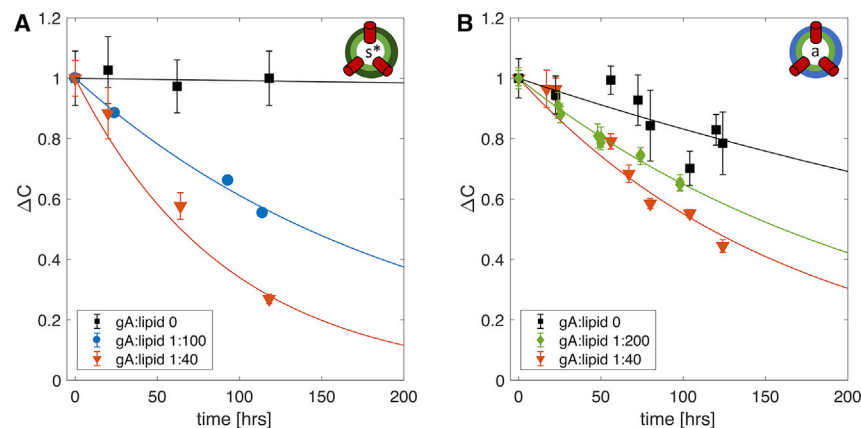 A
s*
ΔC
1.2
1
0.8
0.6
0.4
0.2
0
0 50 100 150 200
time [hrs]
gA:lipid 0
gA:lipid 1:100
gA:lipid 1:40
B
a
ΔC
1.2
1
0.8
0.6
0.4
0.2
0
0 50 100 150 200
time [hrs]
gA:lipid 0
gA:lipid 1:200
gA:lipid 1:40